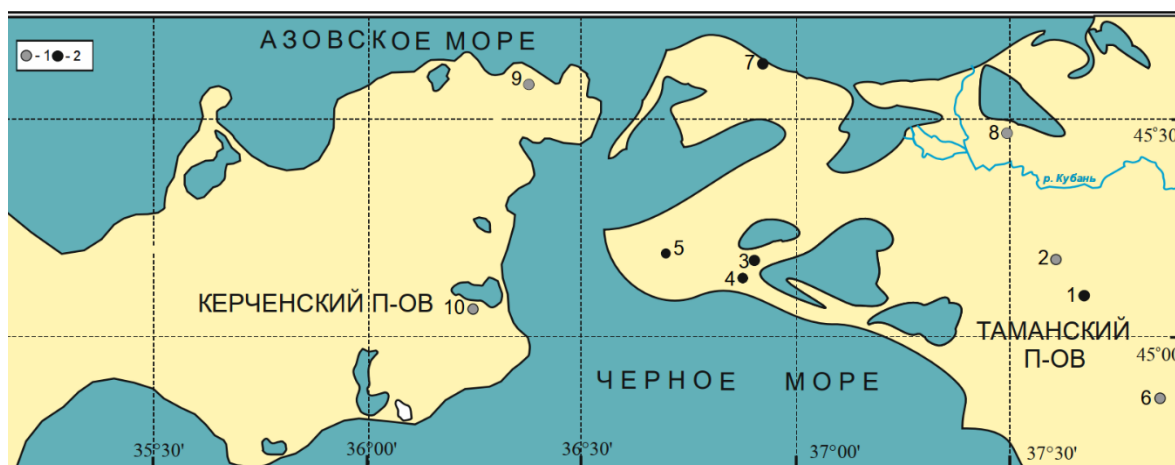 - 1 - 2
АЗОВСКОЕ МОРЕ
7
9
8
45°30'
р. Кубань
5
3
2
4
1
КЕРЧЕНСКИЙ П-ОВ
10
ТАМАНСКИЙ
П-ОВ
45°00'
ЧЕРНОЕ МОРЕ
6
35°30'
36°00'
36°30'
37°00'
37°30'